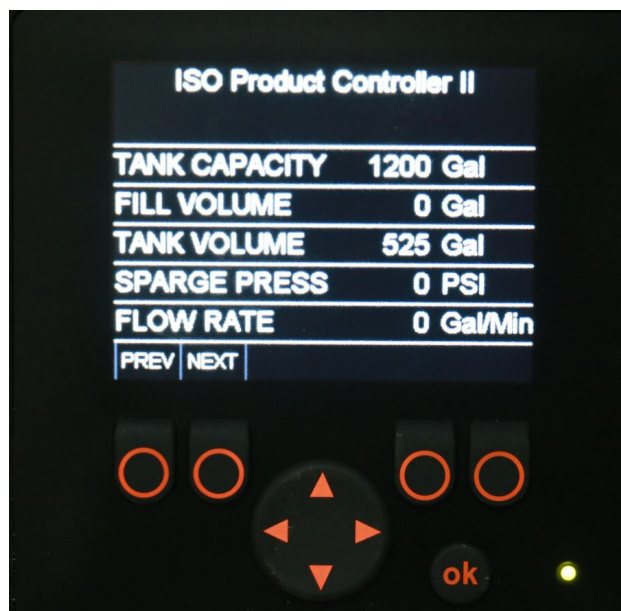 ISO Product Controller II
TANK CAPACITY 1200 Gal
FILL VOLUME 0 Gal
TANK VOLUME 525 Gal
SPARGE PRESS 0 PSI
FLOW RATE 0 Gal/Min
PREV NEXT
ok